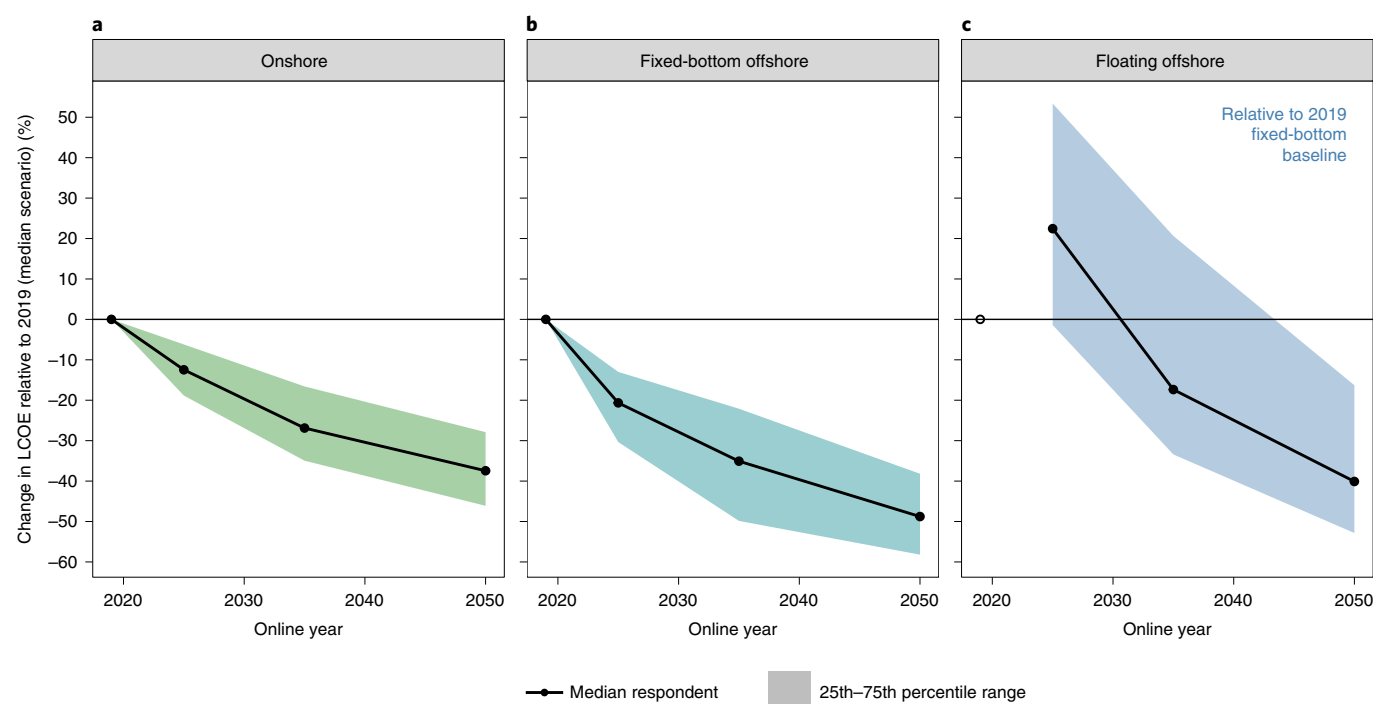 a
Onshore
b
Fixed-bottom offshore
c
Floating offshore
Change in LCOE relative to 2019 (median scenario) (%)
50
40
30
20
10
0
–10
–20
–30
–40
–50
–60
Relative to 2019
fixed-bottom
baseline
2020 2030 2040 2050
2020 2030 2040 2050
2020 2030 2040 2050
Online year
Online year
Online year
Median respondent
25th–75th percentile range